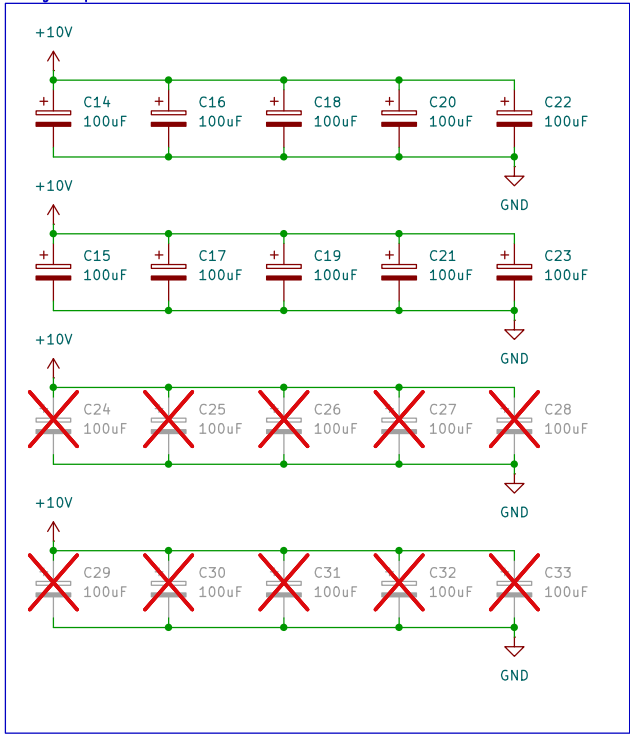 +10V
C14 C16 C18 C20 C22
100uF 100uF 100uF 100uF 100uF
GND
+10V
C15 C17 C19 C21 C23
100uF 100uF 100uF 100uF 100uF
GND
+10V
C24 C25 C26 C27 C28
100uF 100uF 100uF 100uF 100uF
GND
+10V
C29 C30 C31 C32 C33
100uF 100uF 100uF 100uF 100uF
GND